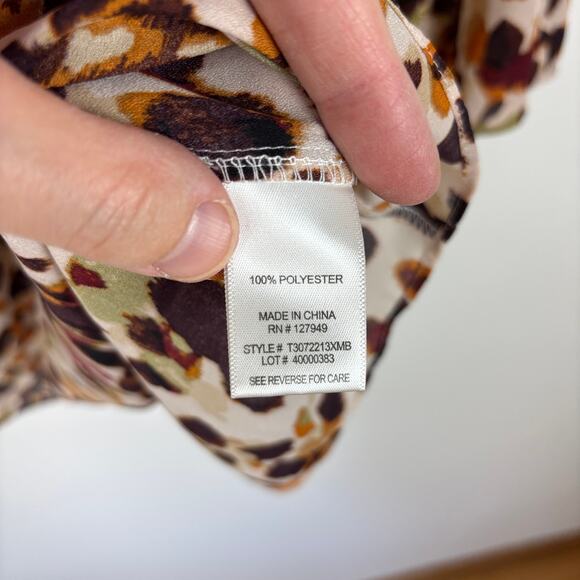 100% POLYESTER
MADE IN CHINA
RN # 127949
STYLE# T3072213XMB
LOT# 40000383
SEE REVERSE FOR CARE